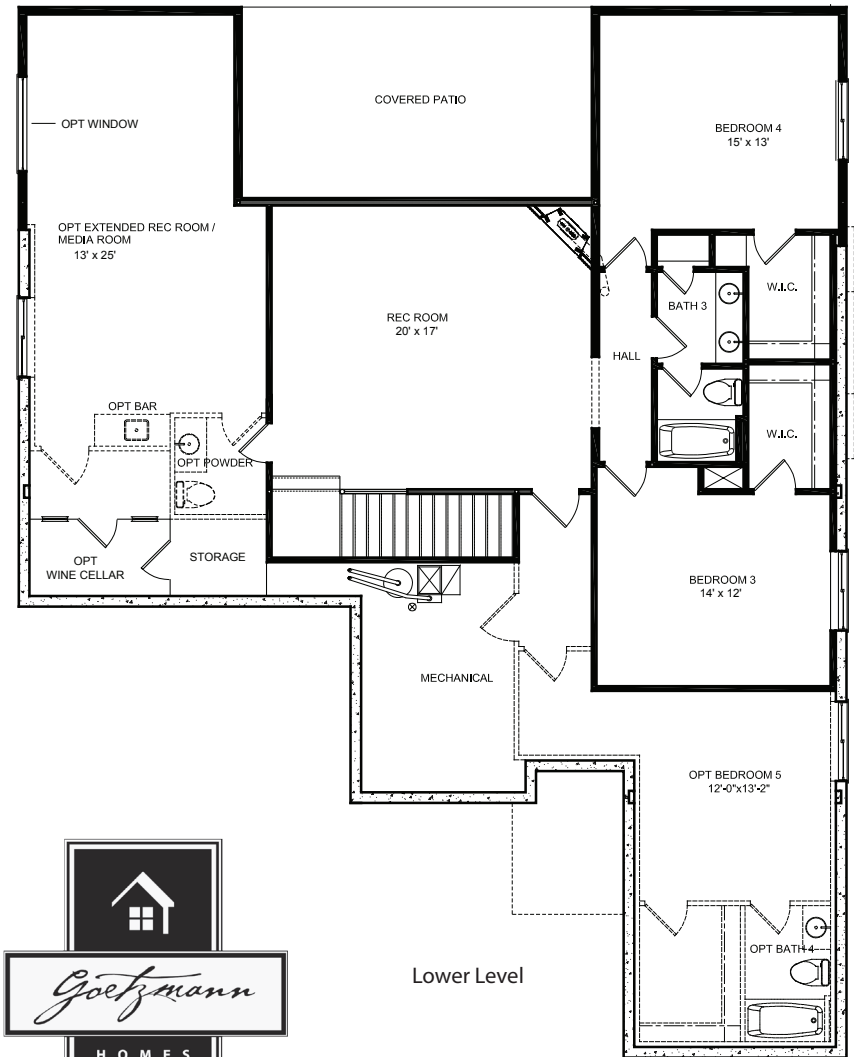 COVERED PATIO
OPT WINDOW
BEDROOM 4
15' x 13'
OPT EXTENDED REC ROOM /
MEDIA ROOM
13' x 25'
W.I.C.
BATH 3
REC ROOM
20' x 17'
HALL
OPT BAR
W.I.C.
OPT POWDER
OPT
WINE CELLAR
STORAGE
BEDROOM 3
14' x 12'
MECHANICAL
OPT BEDROOM 5
12'-0"x13'-2"
OPT BATH 4
Lower Level
Goetzmann
HOMES